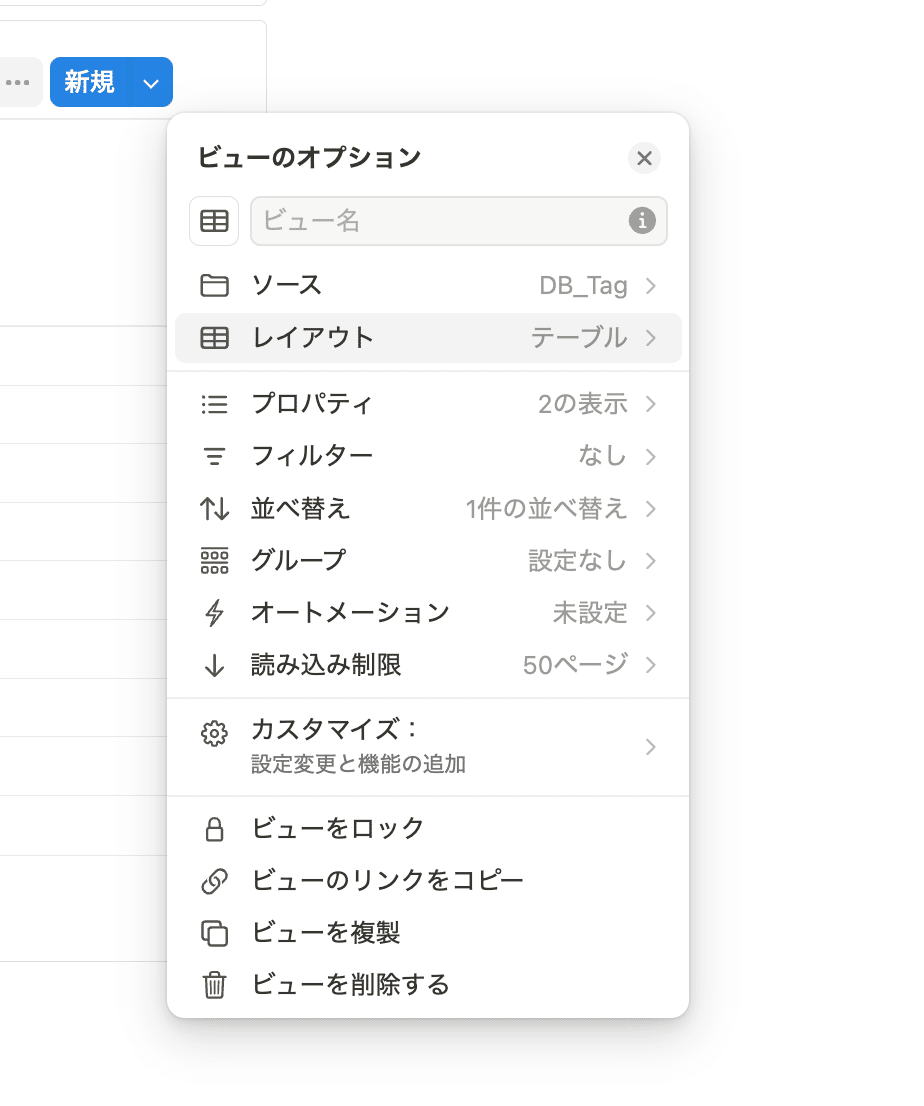 新規
ビューのオプション
ビュー名
ソース DB_Tag
レイアウト テーブル
プロパティ 2の表示
フィルター なし
並べ替え 1件の並べ替え
グループ 設定なし
オートメーション 未設定
読み込み制限 50ページ
カスタマイズ：
設定変更と機能の追加
ビューをロック
ビューのリンクをコピー
ビューを複製
ビューを削除する